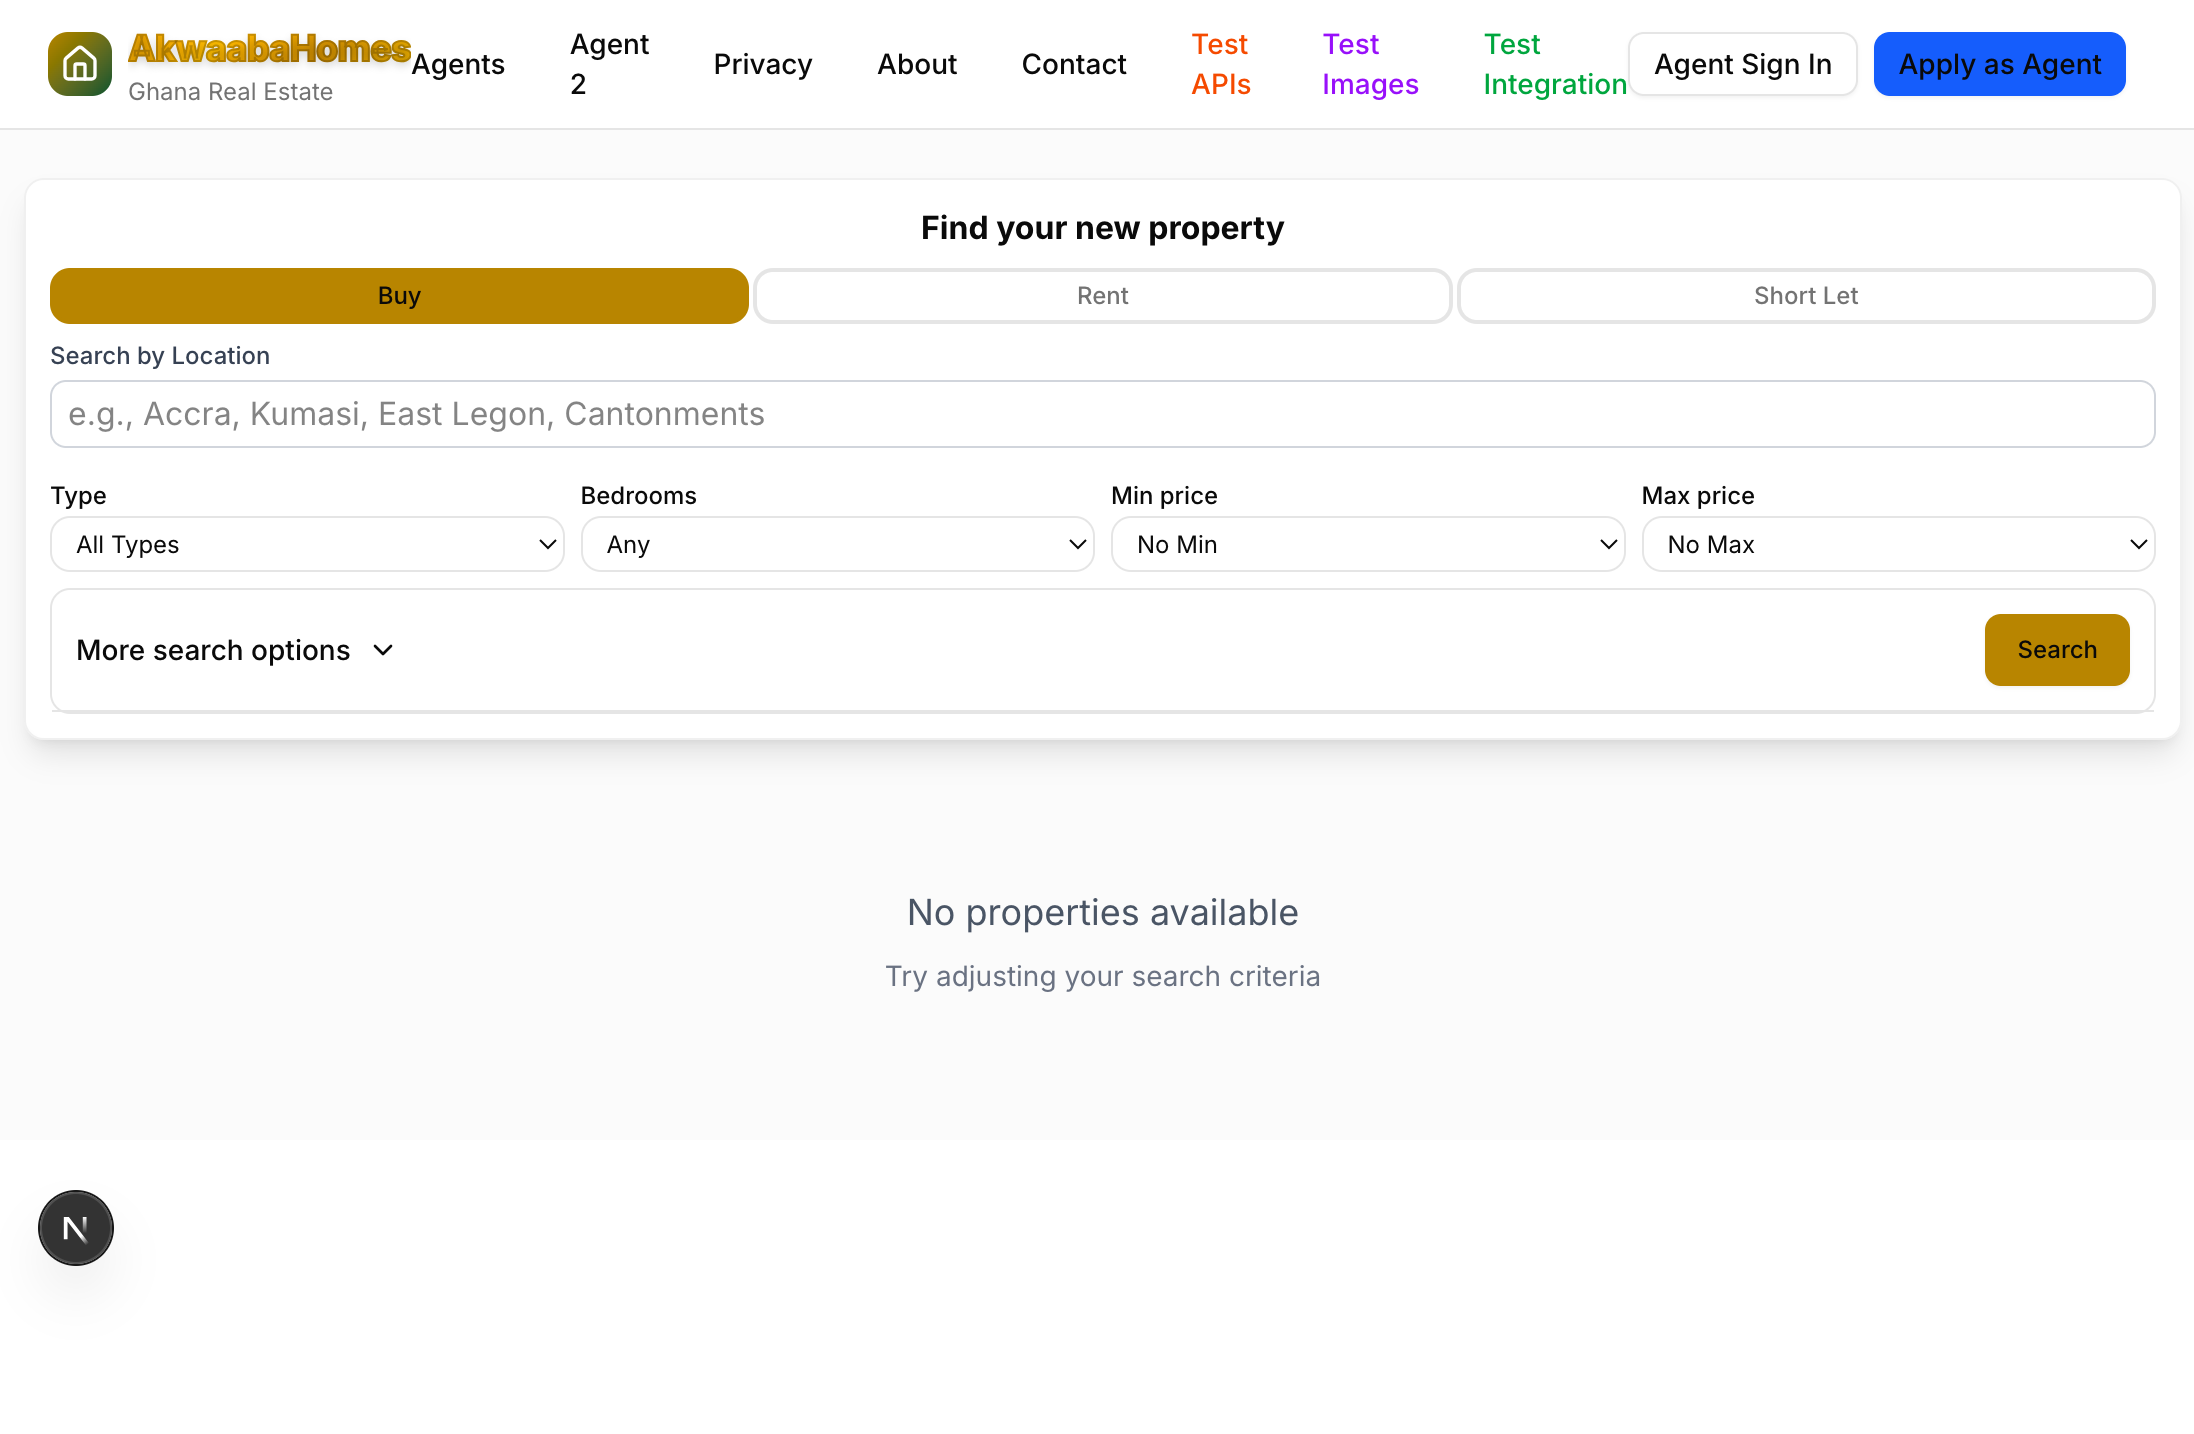 AkwaabaHomes
Ghana Real Estate
Agents
Agent
2
Privacy
About
Contact
Test
APIs
Test
Images
Test
Integration
Agent Sign In
Apply as Agent
Find your new property
Buy
Rent
Short Let
Search by Location
e.g., Accra, Kumasi, East Legon, Cantonments
Type
Bedrooms
Min price
Max price
All Types
Any
No Min
No Max
More search options
Search
No properties available
Try adjusting your search criteria
N